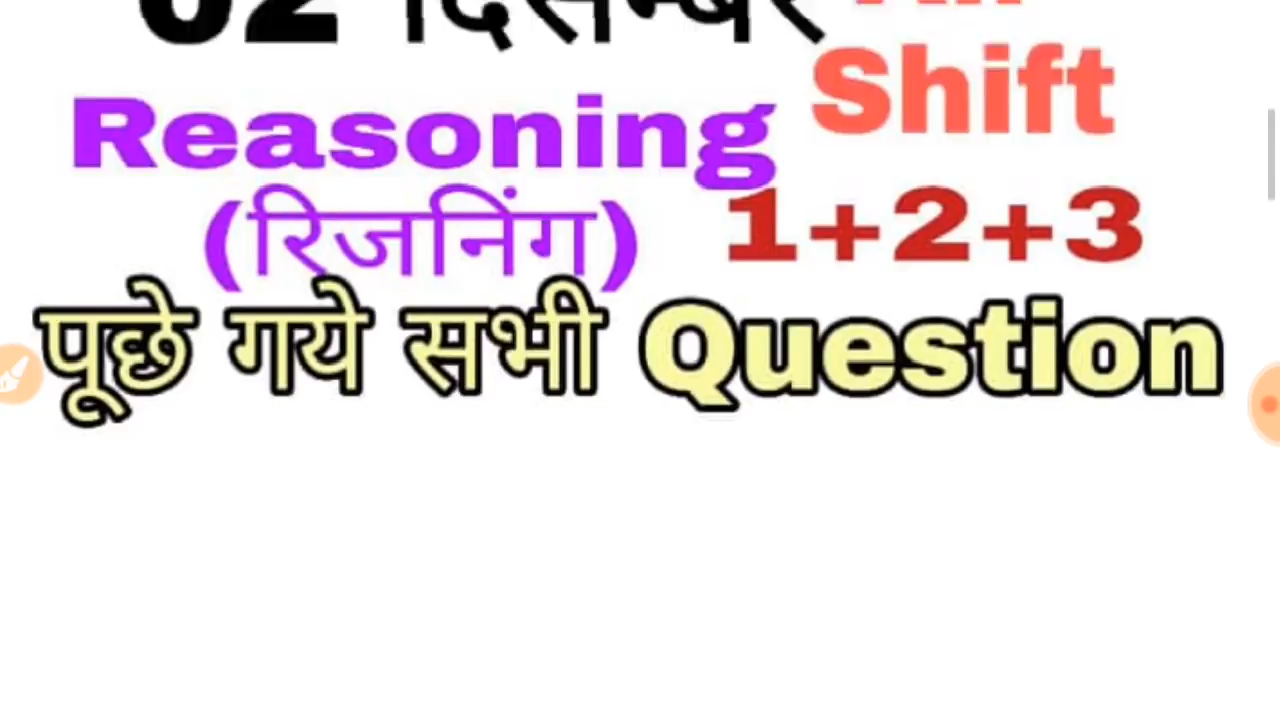 02 दिसम्बर
Shift
Reasoning
(रिजनिंग)
1+2+3
पूछे गये सभी Question